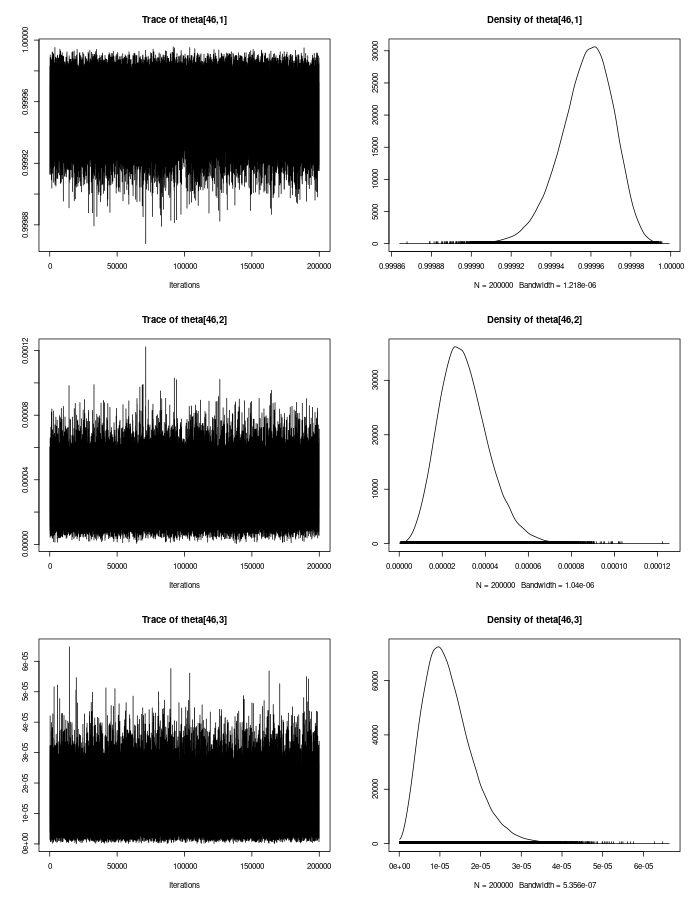 Trace of theta[46,1]
0.99988 0.99992 0.99996 1.00000
0 50000 100000 150000 200000
Iterations
Density of theta[46,1]
0 5000 10000 15000 20000 25000 30000
0.99986 0.99988 0.99990 0.99992 0.99994 0.99996 0.99998 1.00000
N = 200000 Bandwidth = 1.218e-06
Trace of theta[46,2]
0.00000 0.00004 0.00008 0.00012
0 50000 100000 150000 200000
Iterations
Density of theta[46,2]
0 10000 20000 30000
0.00000 0.00002 0.00004 0.00006 0.00008 0.00010 0.00012
N = 200000 Bandwidth = 1.04e-06
Trace of theta[46,3]
0e+00 1e-05 2e-05 3e-05 4e-05 5e-05 6e-05
0 50000 100000 150000 200000
Iterations
Density of theta[46,3]
0 20000 40000 60000
0e+00 1e-05 2e-05 3e-05 4e-05 5e-05 6e-05
N = 200000 Bandwidth = 5.356e-07